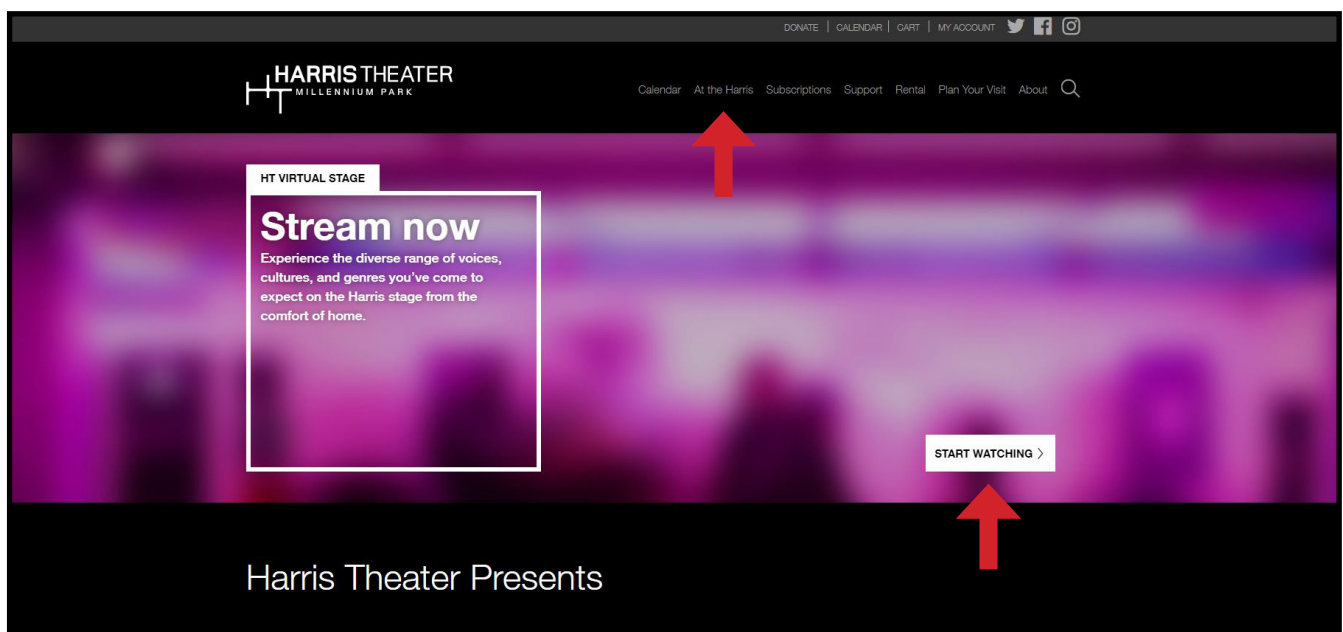 DONATE | CALENDAR | CART | MY ACCOUNT
HARRIS THEATER
MILLENNIUM PARK
Calendar At the Harris Subscriptions Support Rental Plan Your Visit About
HT VIRTUAL STAGE
Stream now
Experience the diverse range of voices,
cultures, and genres you've come to
expect on the Harris stage from the
comfort of home.
START WATCHING >
Harris Theater Presents